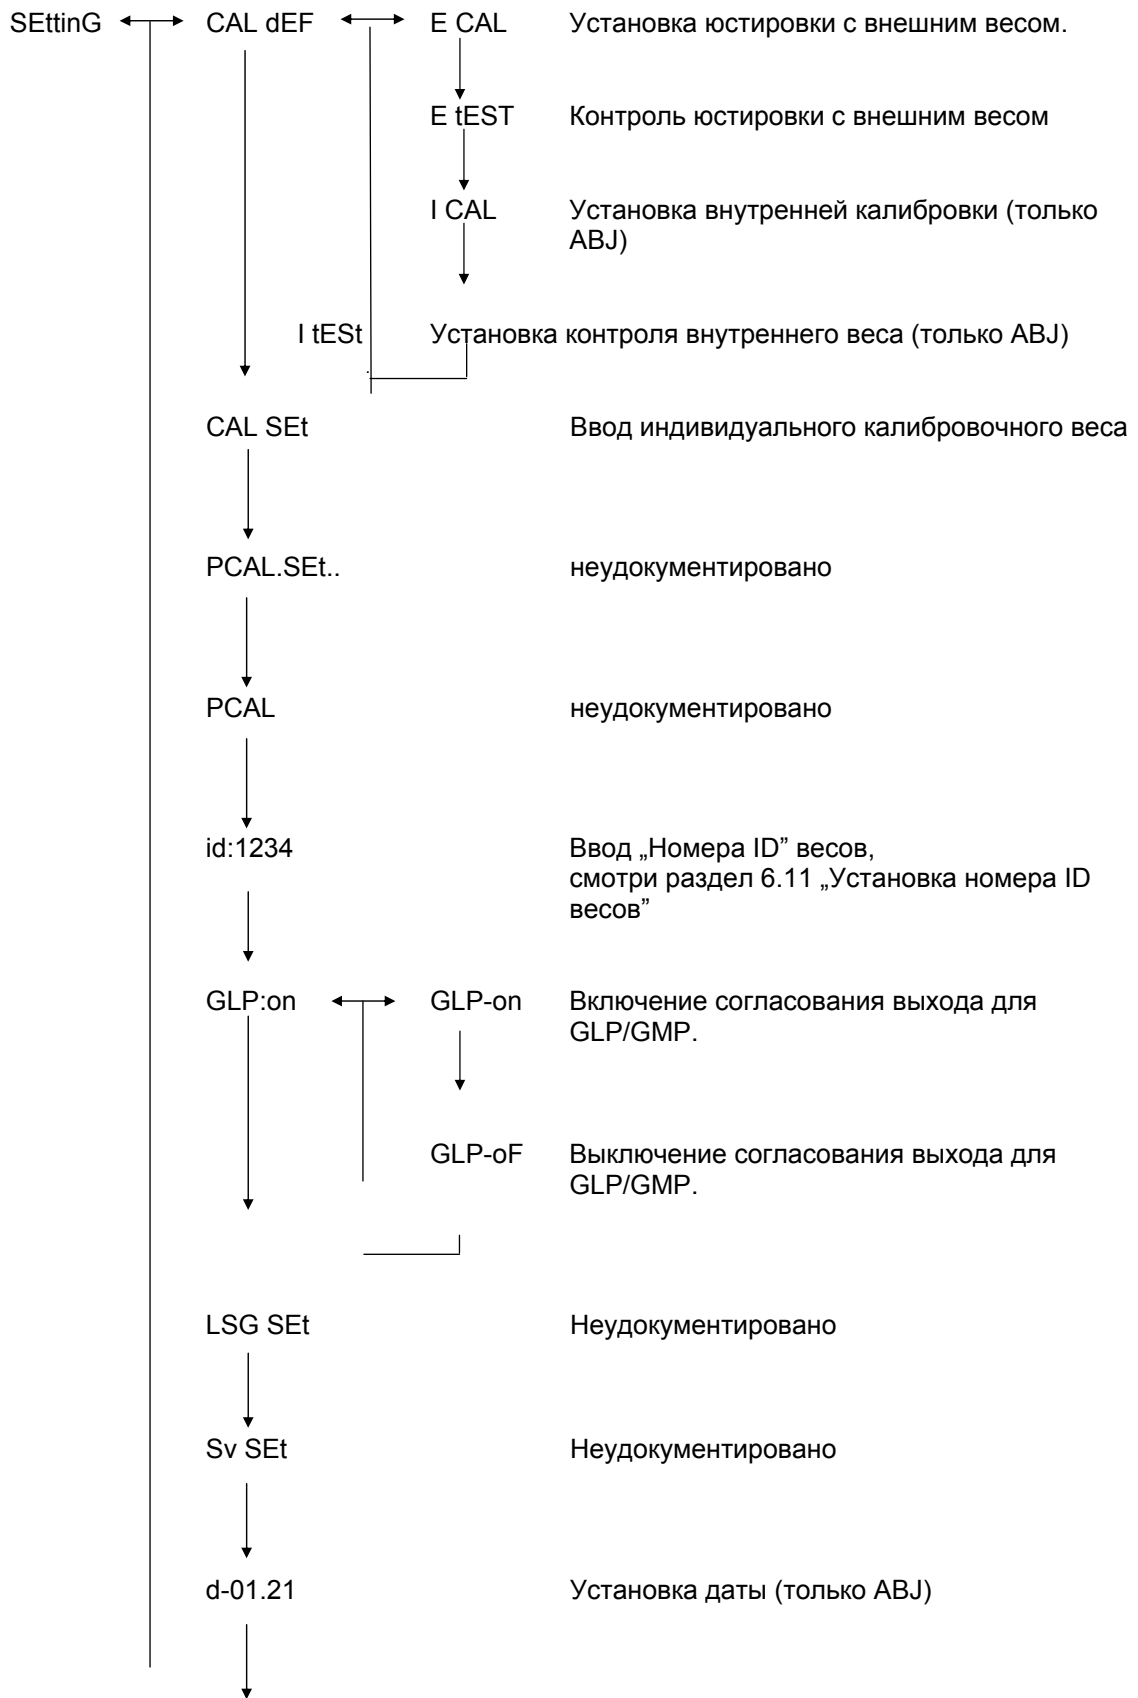 SEttinG CAL dEF E CAL Установка юстировки с внешним весом.
E tEST Контроль юстировки с внешним весом
I CAL Установка внутренней калибровки (только
ABJ)
I tESt Установка контроля внутреннего веса (только ABJ)
CAL SEt Ввод индивидуального калибровочного веса
PCAL.SEt.. неудокументировано
PCAL неудокументировано
id:1234 Ввод „Номера ID” весов,
смотри раздел 6.11 „Установка номера ID
весов”
GLP:on GLP-on Включение согласования выхода для
GLP/GMP.
GLP-oF Выключение согласования выхода для
GLP/GMP.
LSG SEt Неудокументировано
Sv SEt Неудокументировано
d-01.21 Установка даты (только ABJ)